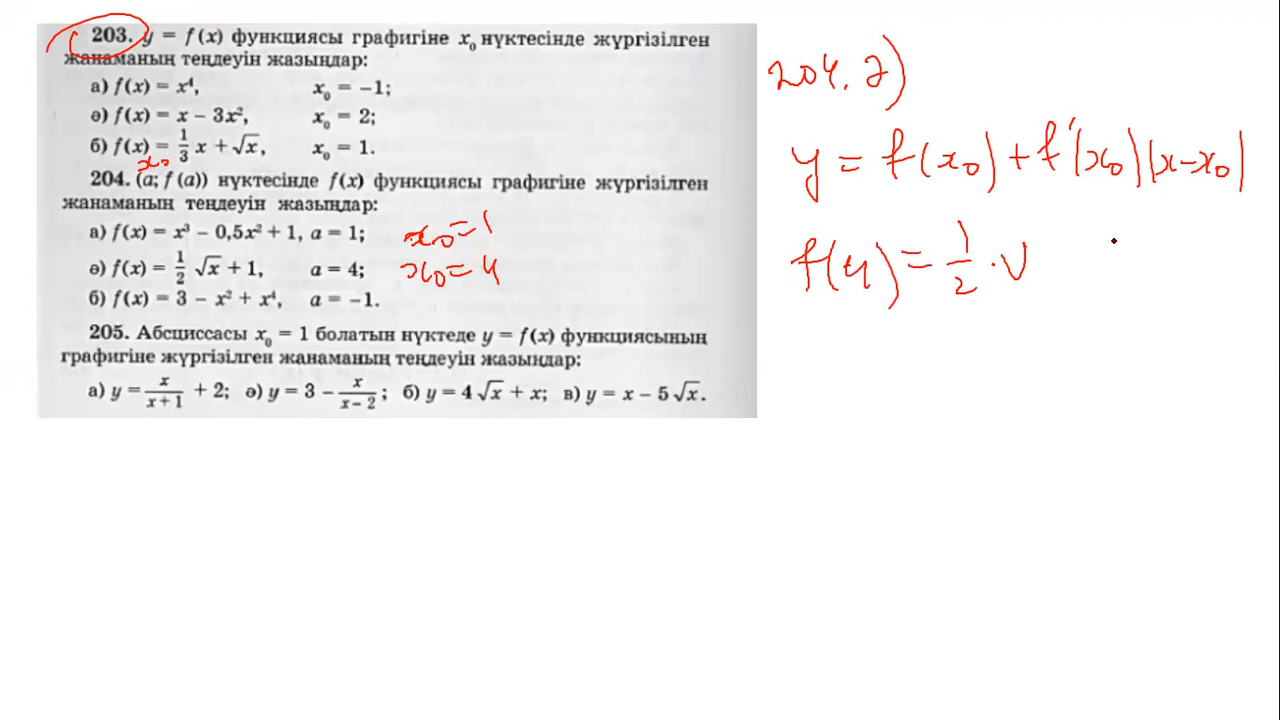 203. y = f(x) функциясы графигіне x₀ нүктесінде жүргізілген
жанаманың теңдеуін жазыңдар:
а) f(x) = x⁴, x₀ = −1;
ә) f(x) = x − 3x², x₀ = 2;
б) f(x) = 1/3 x + √x, x₀ = 1.
x₀
204. (a; f(a)) нүктесінде f(x) функциясы графигіне жүргізілген
жанаманың теңдеуін жазыңдар:
а) f(x) = x³ − 0,5x² + 1, a = 1; x₀ = 1
ә) f(x) = 1/2 √x + 1, a = 4; x₀ = 4
б) f(x) = 3 − x² + x⁴, a = −1.
205. Абсциссасы x₀ = 1 болатын нүктеде y = f(x) функциясының
графигіне жүргізілген жанаманың теңдеуін жазыңдар:
а) y = x/(x+1) + 2; ә) y = 3 − x/(x−2); б) y = 4√x + x; в) y = x − 5√x.
204. ә)
y = f(x₀) + f'(x₀)(x−x₀)
f(4) = 1/2 · √